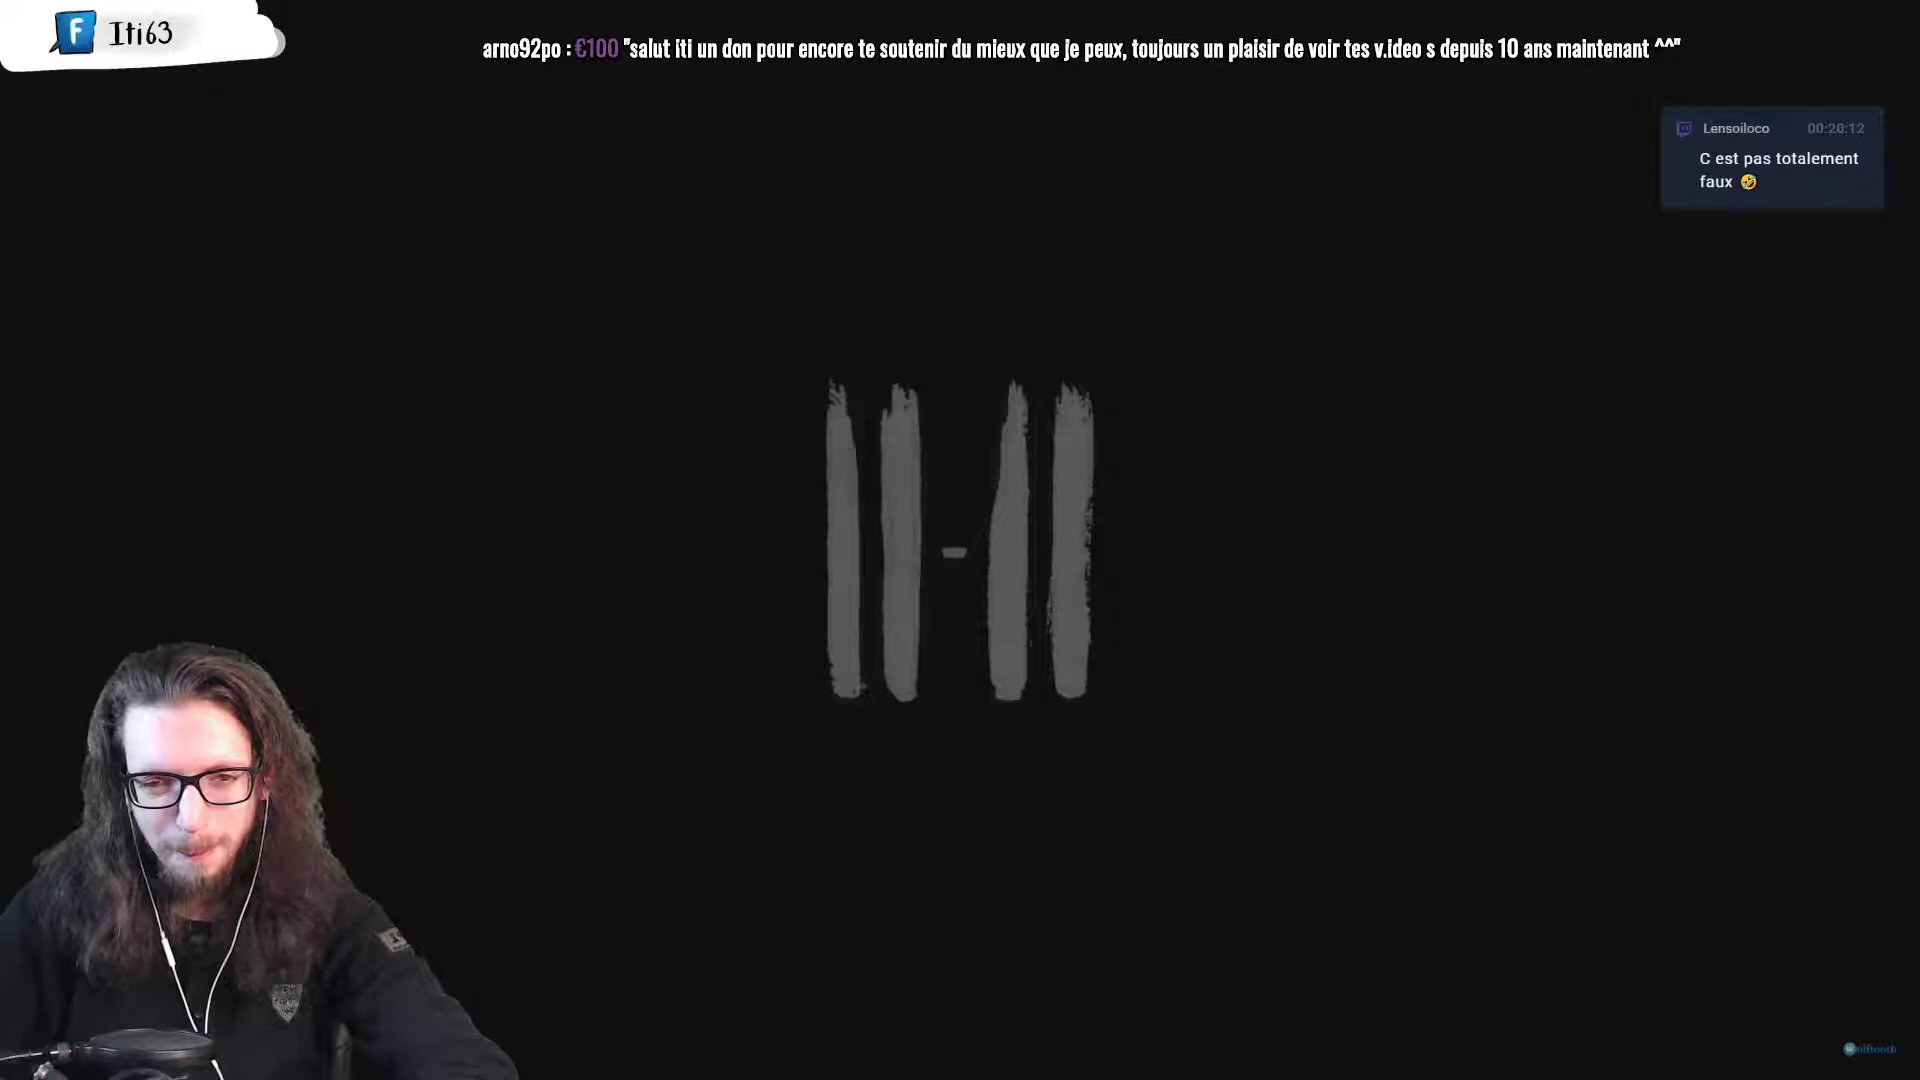 Iti63
arno92po : €100 "salut iti un don pour encore te soutenir du mieux que je peux, toujours un plaisir de voir tes v.ideo s depuis 10 ans maintenant ^^"
Lensoiloco 00:20:12
C est pas totalement
faux 🤣